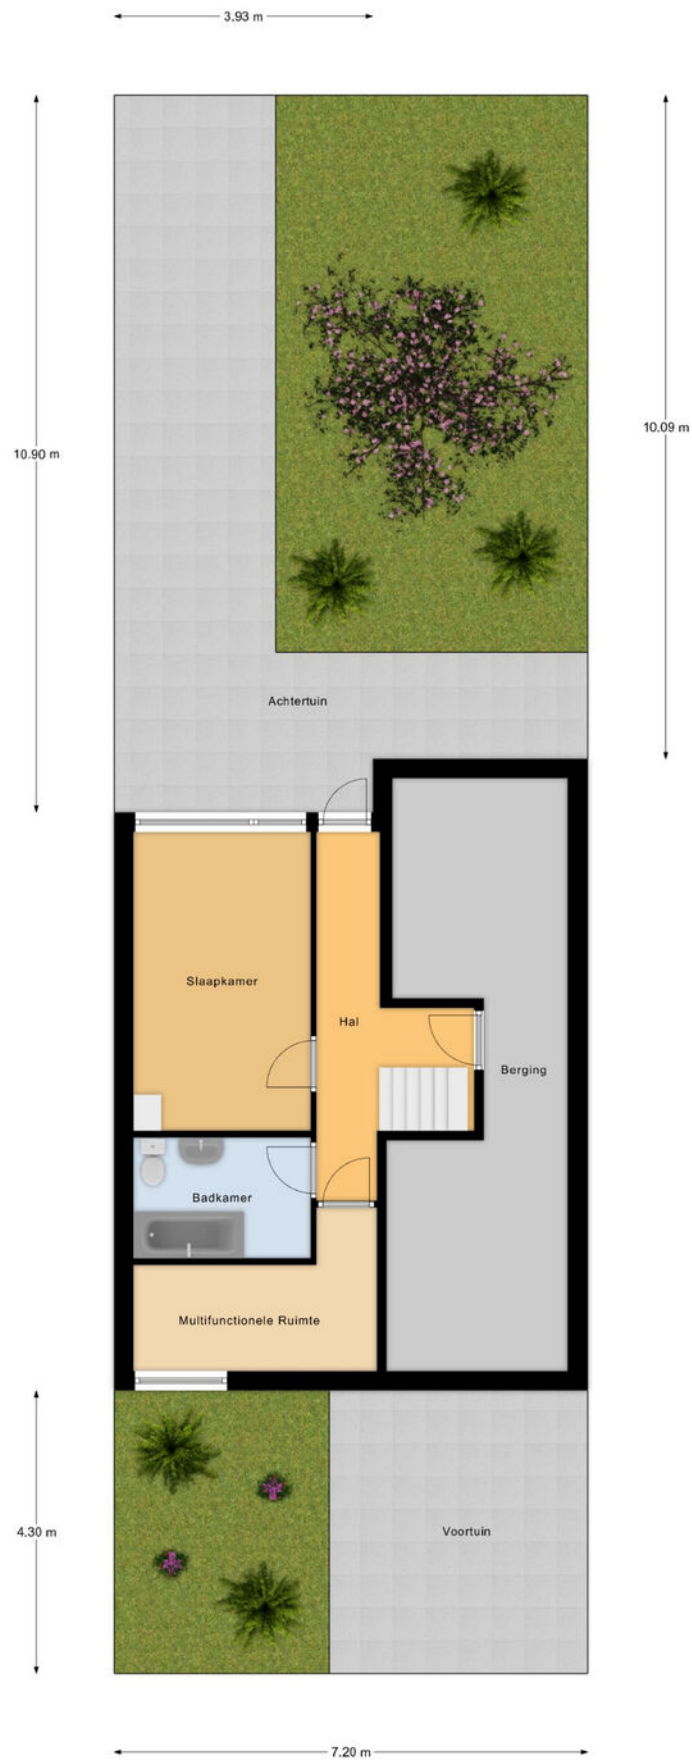 3.93 m
10.09 m
10.90 m
Achtertuin
Slaapkamer
Hal
Berging
Badkamer
Multifunctionele Ruimte
4.30 m
Voortuin
7.20 m